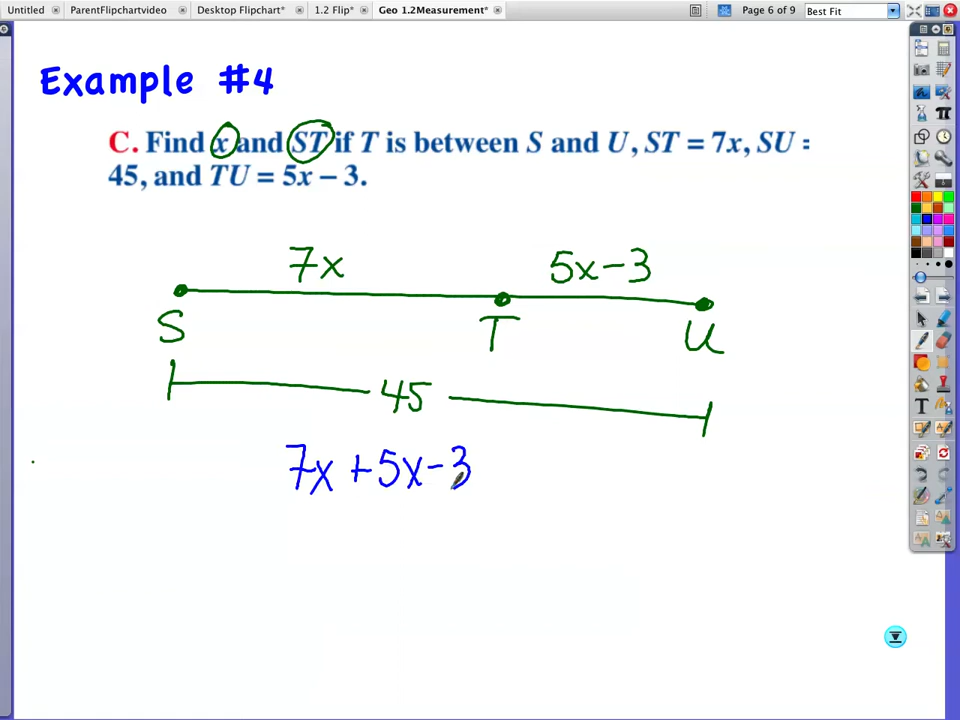 Untitled ParentFlipchartvideo Desktop Flipchart* 1.2 Flip* Geo 1.2Measurement* Page 6 of 9 Best Fit
Example #4
C. Find x and ST if T is between S and U, ST = 7x, SU =
45, and TU = 5x − 3.
7x 5x-3
S T U
45
7x +5x-3